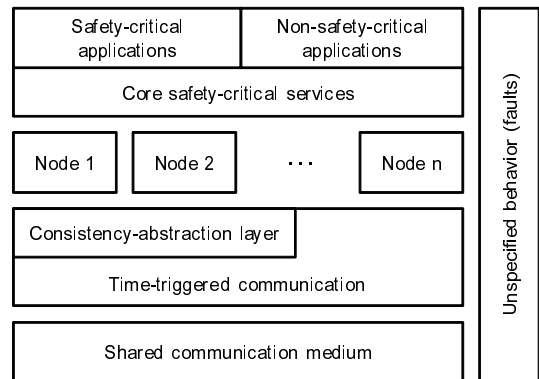 Safety-critical
applications
Non-safety-critical
applications
Core safety-critical services
Node 1
Node 2
...
Node n
Consistency-abstraction layer
Time-triggered communication
Shared communication medium
Unspecified behavior (faults)